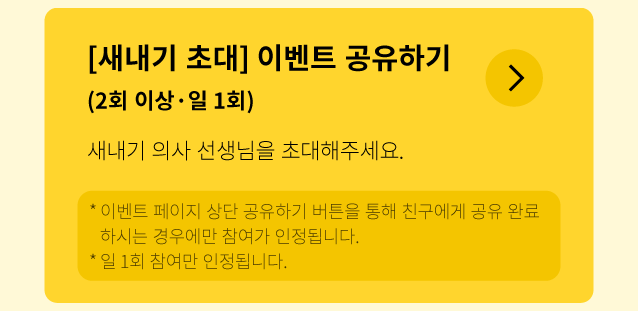 [새내기 초대] 이벤트 공유하기
(2회 이상·일 1회)
새내기 의사 선생님을 초대해주세요.
* 이벤트 페이지 상단 공유하기 버튼을 통해 친구에게 공유 완료
하시는 경우에만 참여가 인정됩니다.
* 일 1회 참여만 인정됩니다.